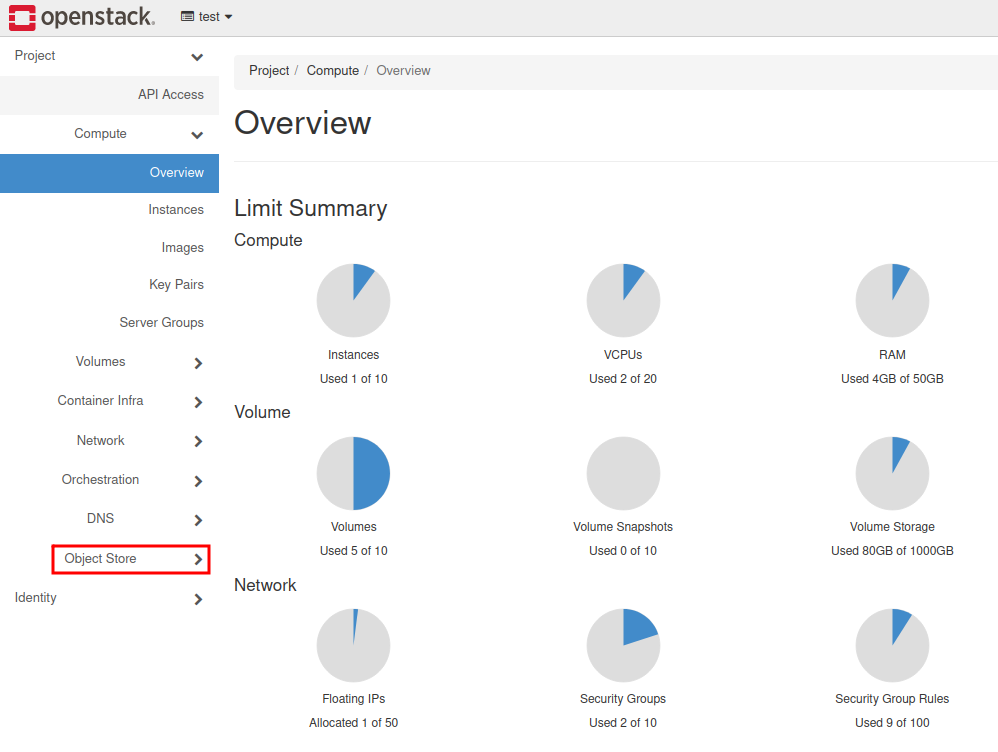 openstack.
test
Project
API Access
Compute
Overview
Instances
Images
Key Pairs
Server Groups
Volumes
Container Infra
Network
Orchestration
DNS
Object Store
Identity
Project / Compute / Overview
Overview
Limit Summary
Compute
Instances
Used 1 of 10
VCPUs
Used 2 of 20
RAM
Used 4GB of 50GB
Volume
Volumes
Used 5 of 10
Volume Snapshots
Used 0 of 10
Volume Storage
Used 80GB of 1000GB
Network
Floating IPs
Allocated 1 of 50
Security Groups
Used 2 of 10
Security Group Rules
Used 9 of 100